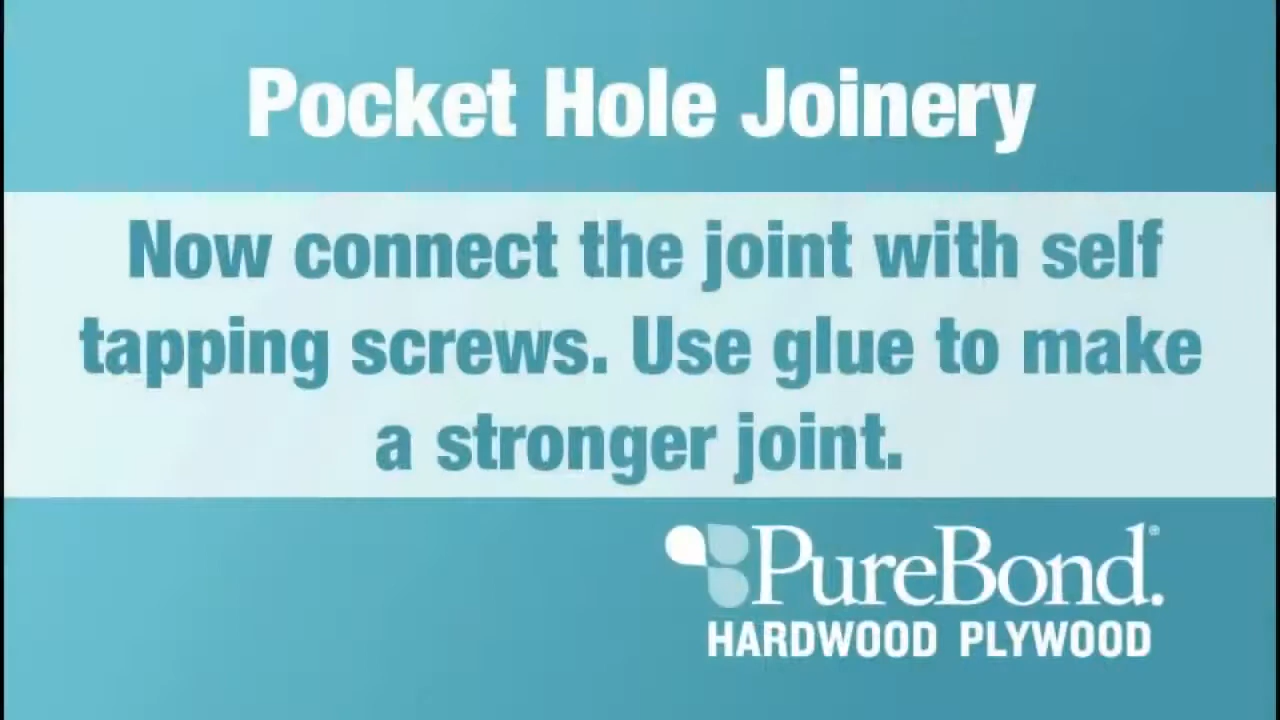 Pocket Hole Joinery
Now connect the joint with self
tapping screws. Use glue to make
a stronger joint.
PureBond.®
HARDWOOD PLYWOOD